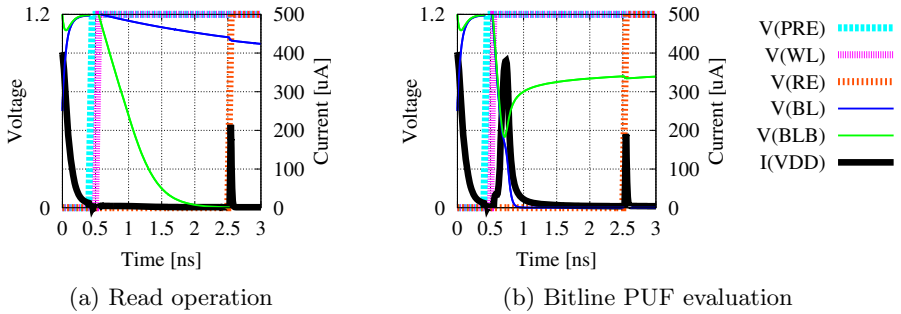 1.2
0
Voltage
0 0.5 1 1.5 2 2.5 3
Time [ns]
500
400
300
200
100
0
Current [uA]
(a) Read operation
1.2
0
Voltage
0 0.5 1 1.5 2 2.5 3
Time [ns]
500
400
300
200
100
0
Current [uA]
(b) Bitline PUF evaluation
V(PRE)
V(WL)
V(RE)
V(BL)
V(BLB)
I(VDD)